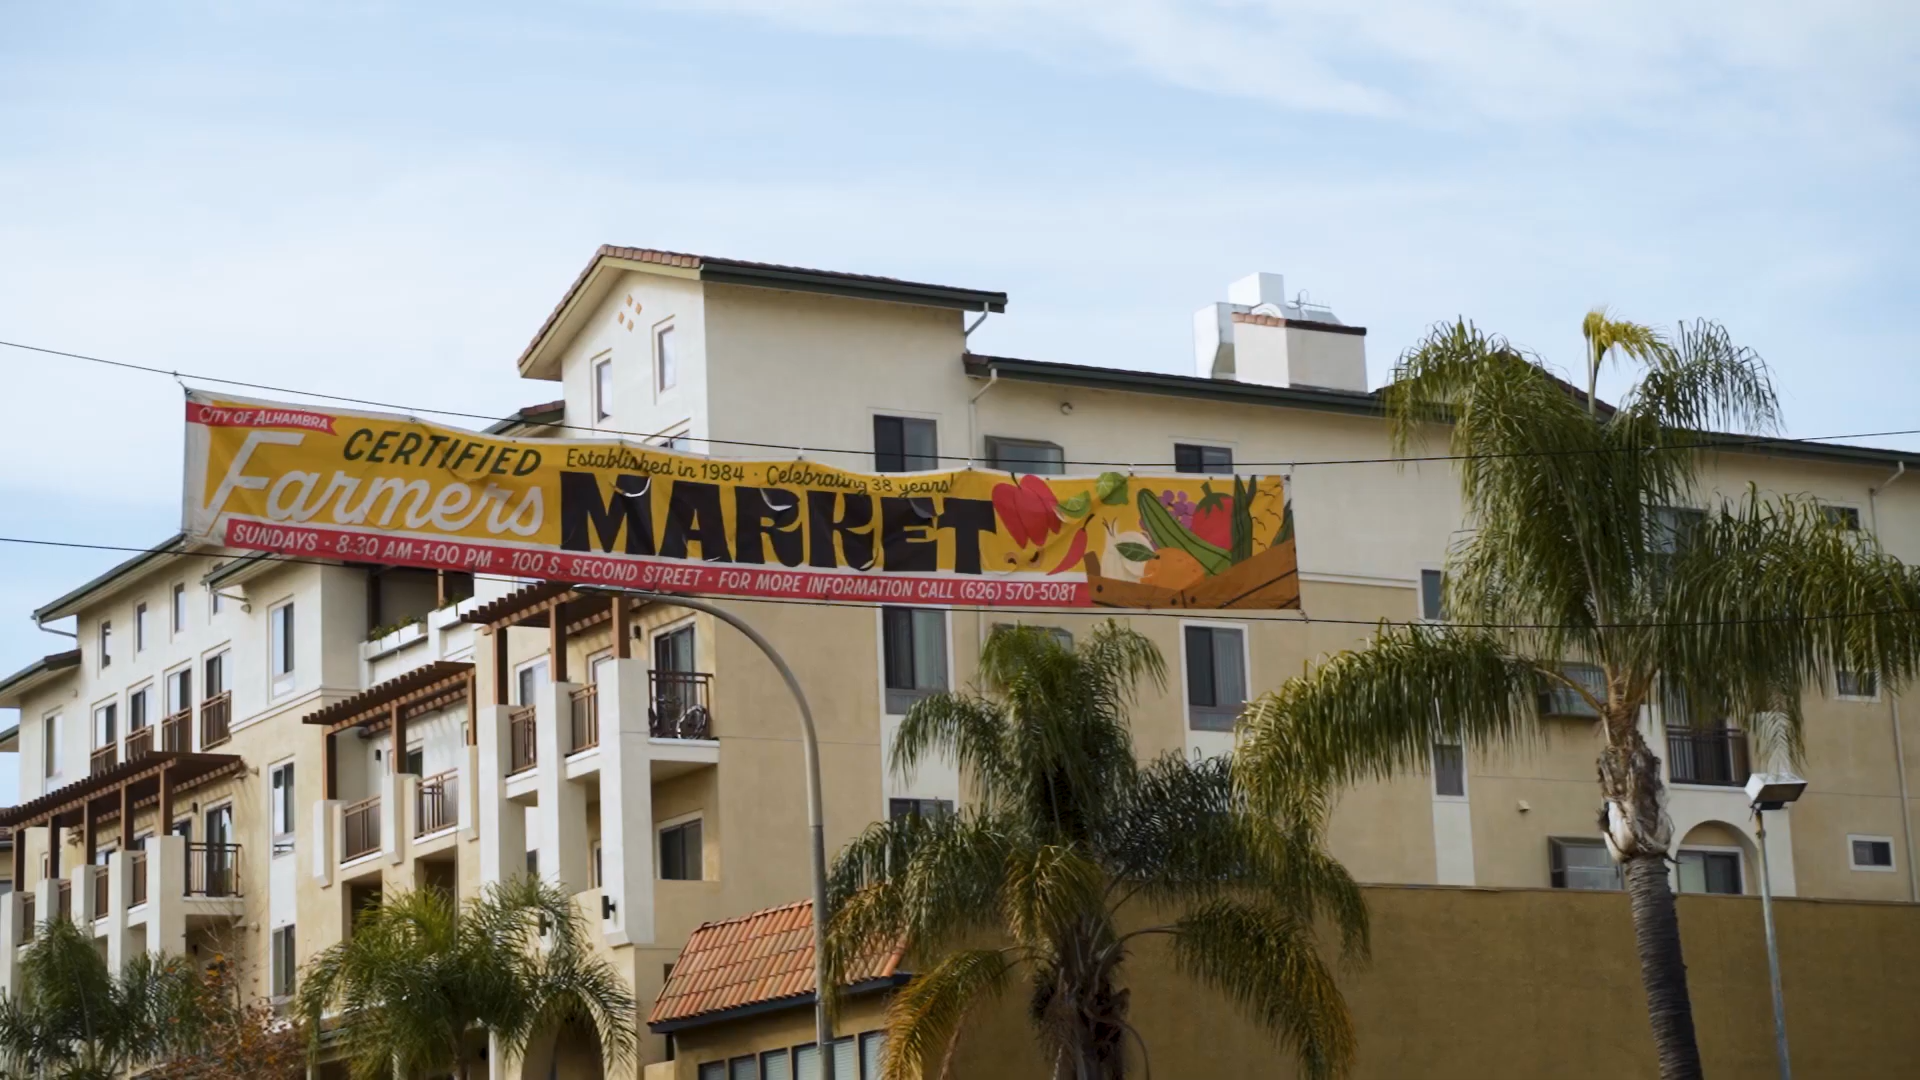 CITY OF ALHAMBRA
CERTIFIED
Farmers
Established in 1984 · Celebrating 38 years!
MARKET
SUNDAYS · 8:30 AM-1:00 PM · 100 S. SECOND STREET · FOR MORE INFORMATION CALL (626) 570-5081